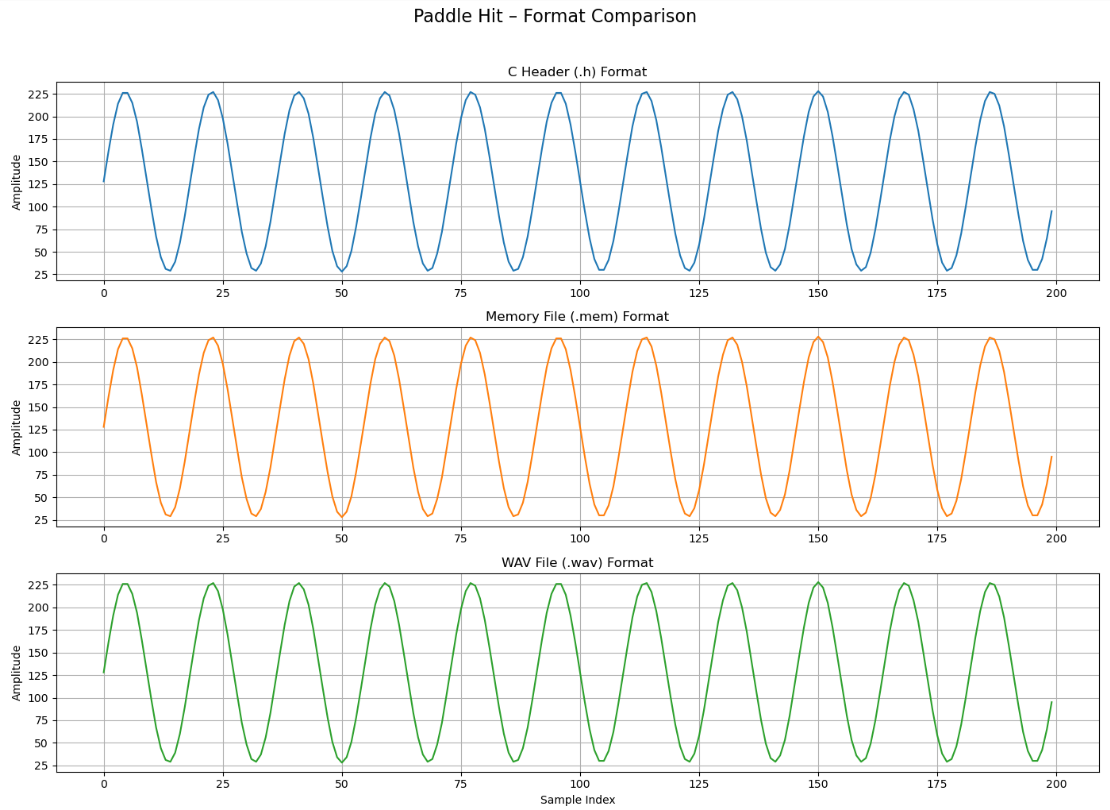 Paddle Hit – Format Comparison
C Header (.h) Format
Amplitude
225
200
175
150
125
100
75
50
25
0 25 50 75 100 125 150 175 200
Memory File (.mem) Format
Amplitude
225
200
175
150
125
100
75
50
25
0 25 50 75 100 125 150 175 200
WAV File (.wav) Format
Amplitude
225
200
175
150
125
100
75
50
25
0 25 50 75 100 125 150 175 200
Sample Index